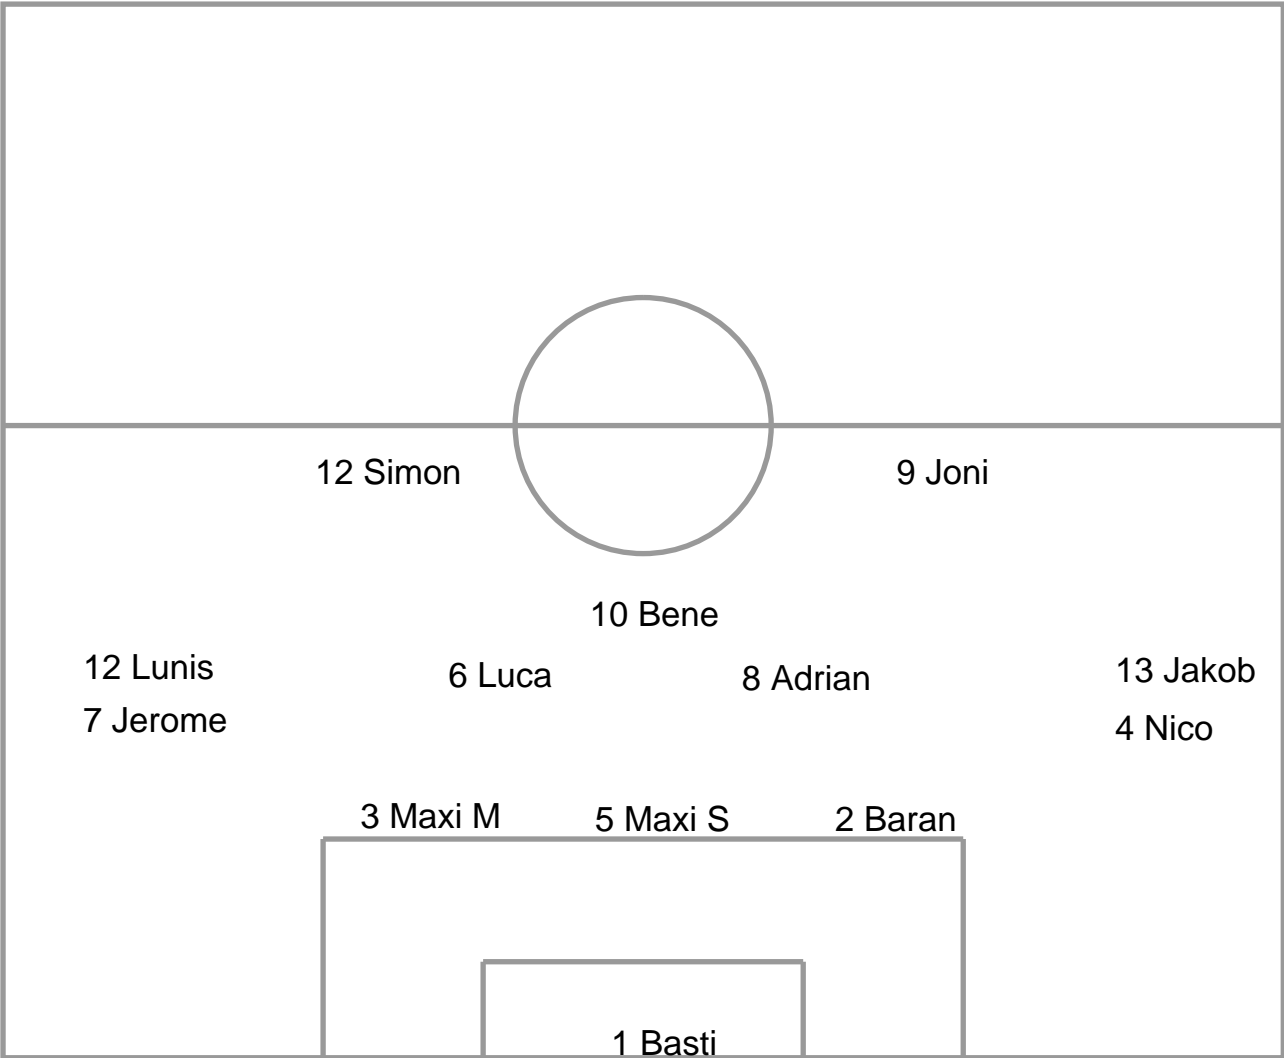 12 Simon
9 Joni
10 Bene
12 Lunis
6 Luca
8 Adrian
13 Jakob
7 Jerome
4 Nico
3 Maxi M
5 Maxi S
2 Baran
1 Basti